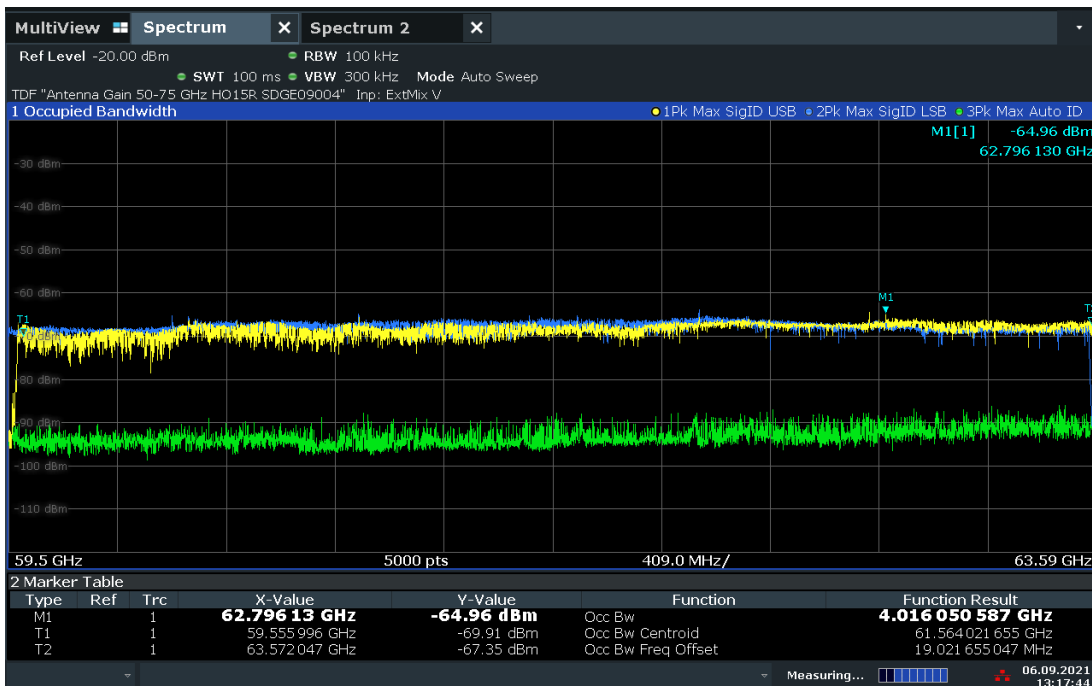 MultiView Spectrum X Spectrum 2 X
Ref Level -20.00 dBm RBW 100 kHz
SWT 100 ms VBW 300 kHz Mode Auto Sweep
TDF "Antenna Gain 50-75 GHz HO15R SDGE09004" Inp: ExtMix V
1 Occupied Bandwidth 1Pk Max SigID USB 2Pk Max SigID LSB 3Pk Max Auto ID
M1[1] -64.96 dBm
62.796 130 GHz
-30 dBm
-40 dBm
-50 dBm
-60 dBm
M1
T1
-80 dBm
-90 dBm
-100 dBm
-110 dBm
59.5 GHz 5000 pts 409.0 MHz/ 63.59 GHz
2 Marker Table
Type Ref Trc X-Value Y-Value Function Function Result
M1 1 62.796 13 GHz -64.96 dBm Occ Bw 4.016 050 587 GHz
T1 1 59.555 996 GHz -69.91 dBm Occ Bw Centroid 61.564 021 655 GHz
T2 1 63.572 047 GHz -67.35 dBm Occ Bw Freq Offset 19.021 655 047 MHz
Measuring... 06.09.2021
13:17:44